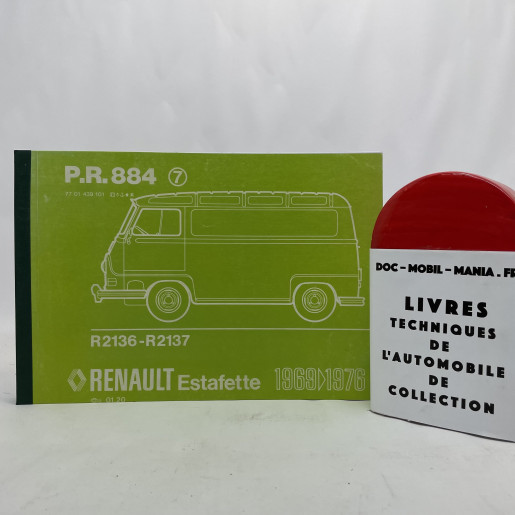 P.R. 884 7
R2136-R2137
RENAULT Estafette 1969▷1976
DOC - MOBIL - MANIA . FR
LIVRES
TECHNIQUES
DE
L'AUTOMOBILE
DE
COLLECTION